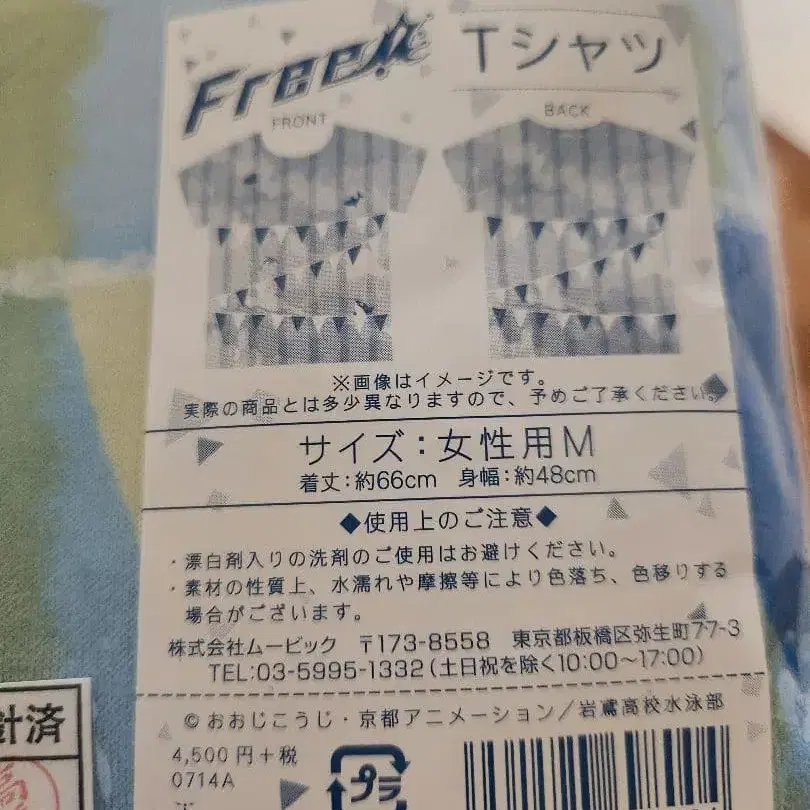 Free!
Tシャツ
FRONT
BACK
※画像はイメージです。
実際の商品とは多少異なりますので、予めご了承ください。
サイズ：女性用M
着丈：約66cm 身幅：約48cm
◆使用上のご注意◆
・漂白剤入りの洗剤のご使用はお避けください。
・素材の性質上、水濡れや摩擦等により色落ち、色移りする
場合がございます。
株式会社ムービック 〒173-8558 東京都板橋区弥生町77-3
TEL:03-5995-1332（土日祝を除く10:00〜17:00）
©おおじこうじ・京都アニメーション／岩鳶高校水泳部
4,500円＋税
0714A
プラ
針済